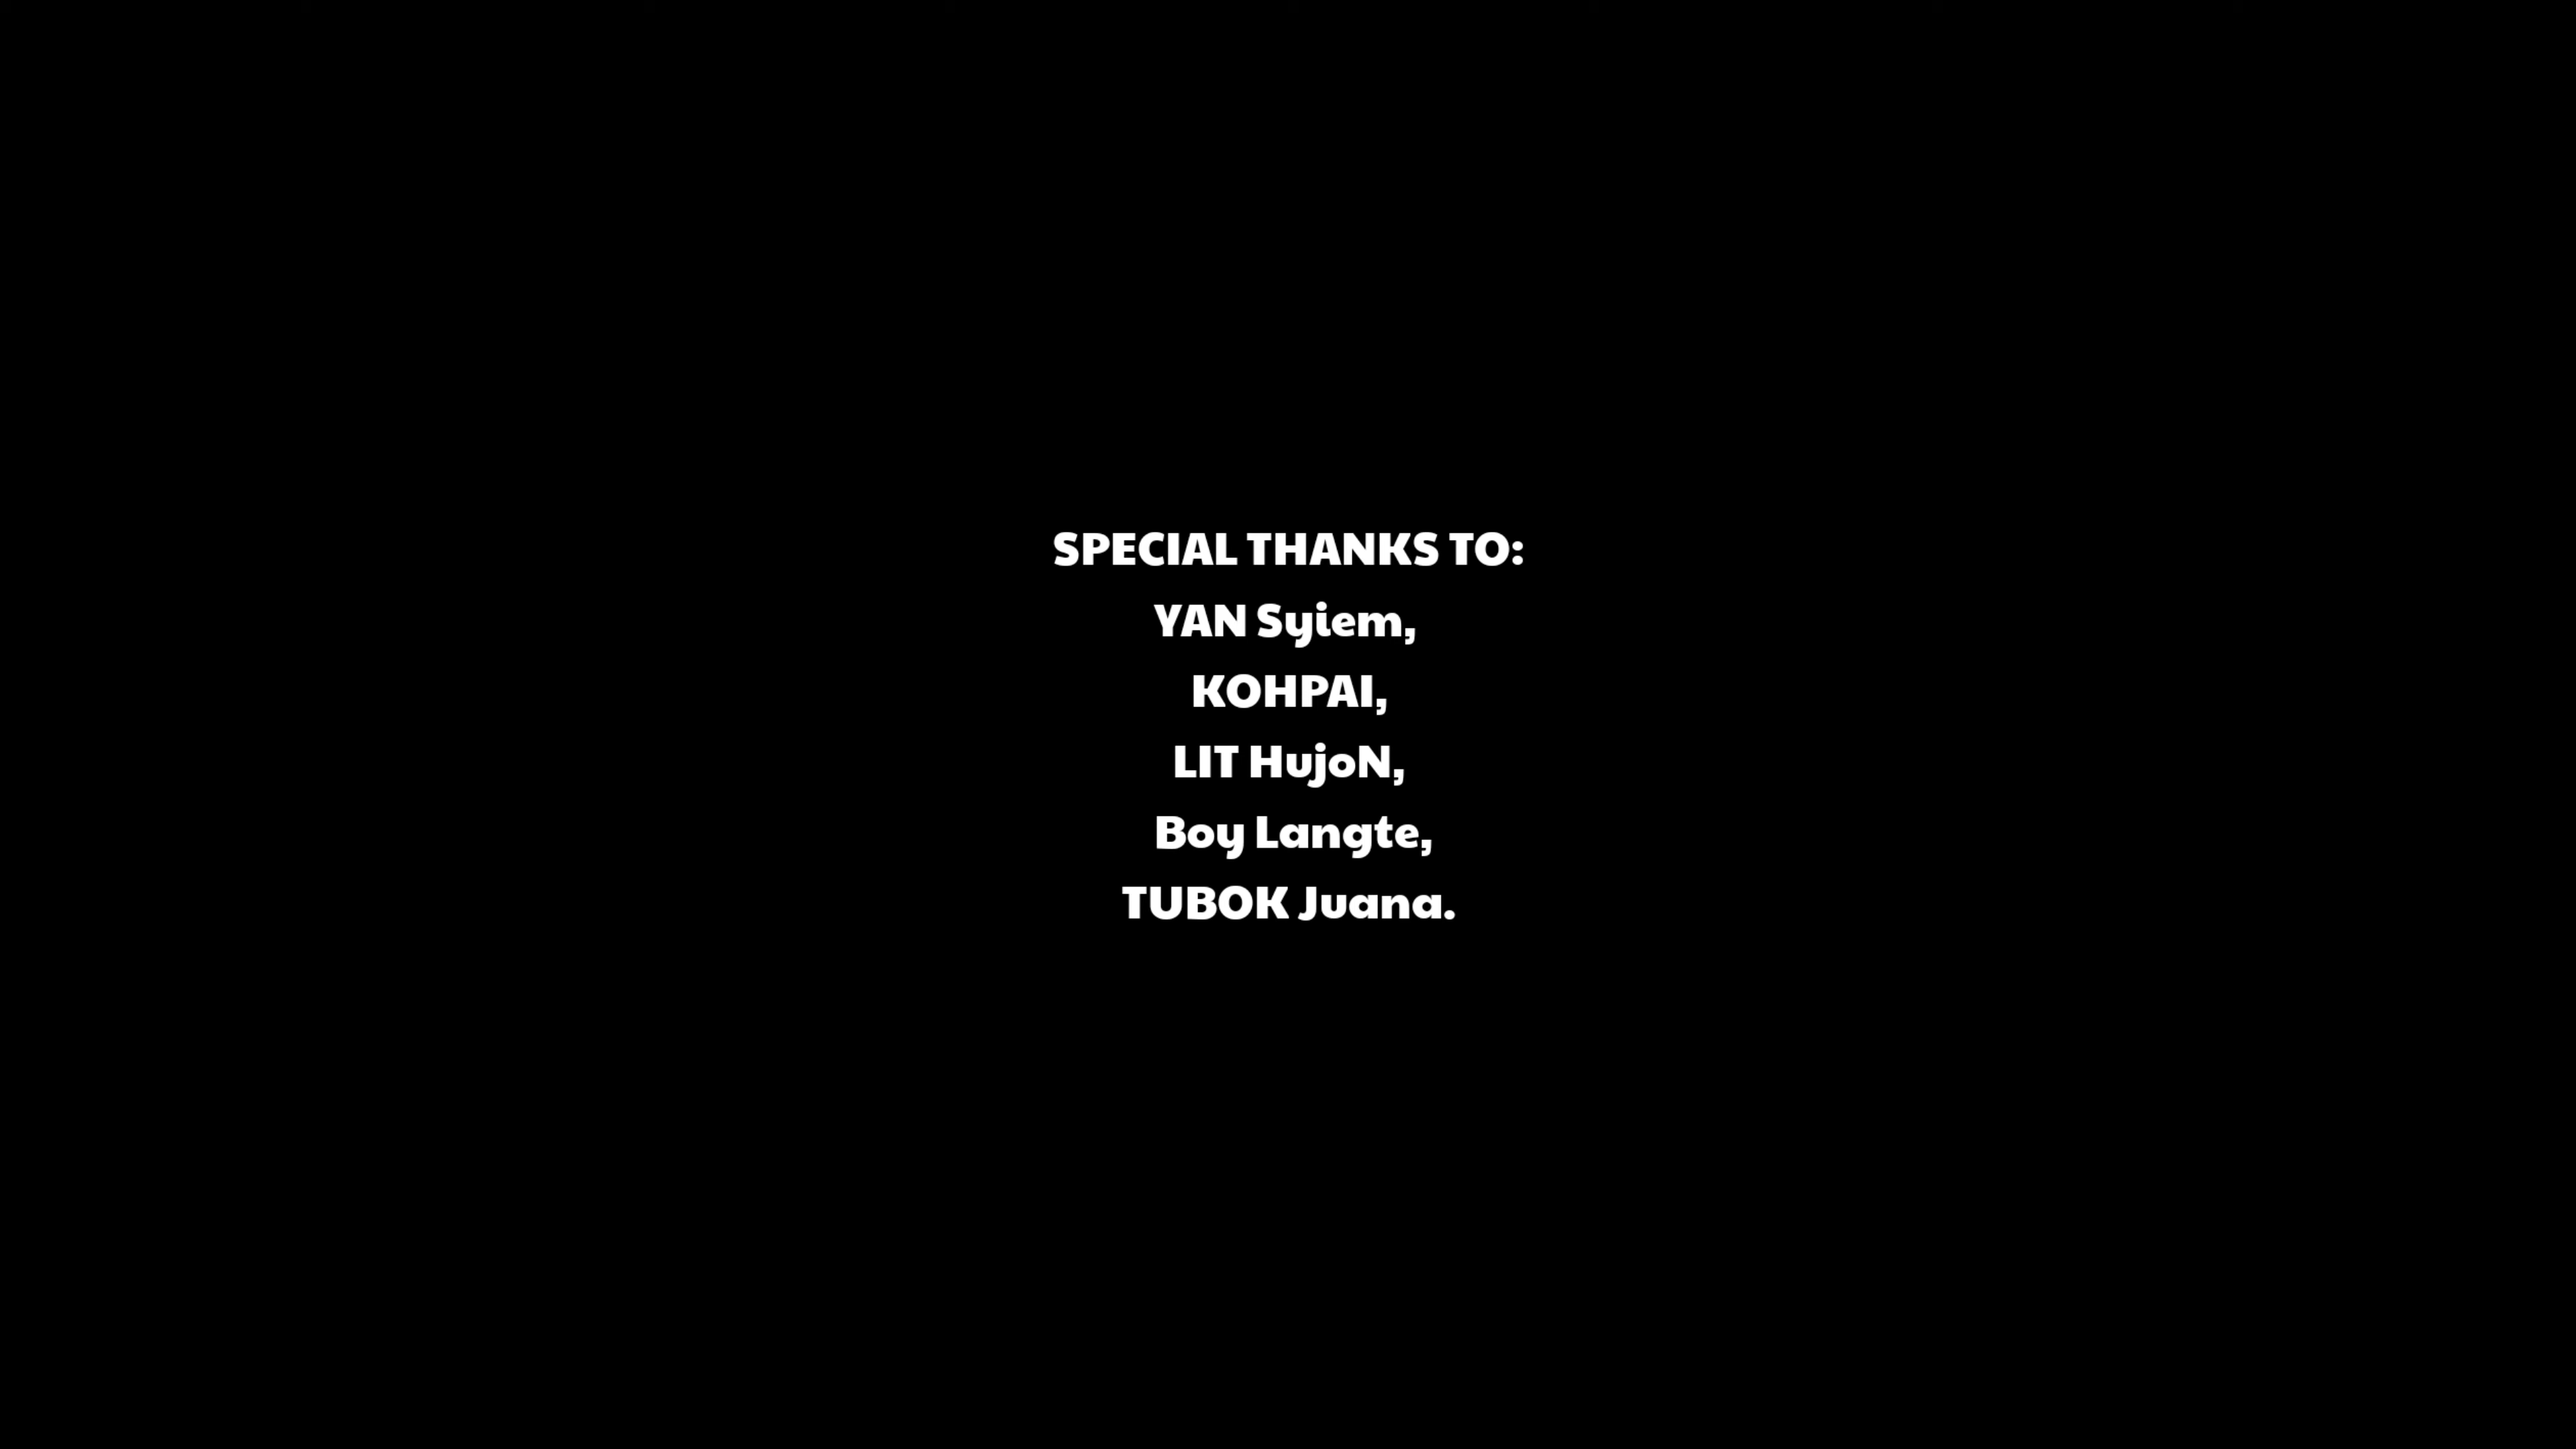 SPECIAL THANKS TO:
YAN Syiem,
KOHPAI,
LIT HujoN,
Boy Langte,
TUBOK Juana.